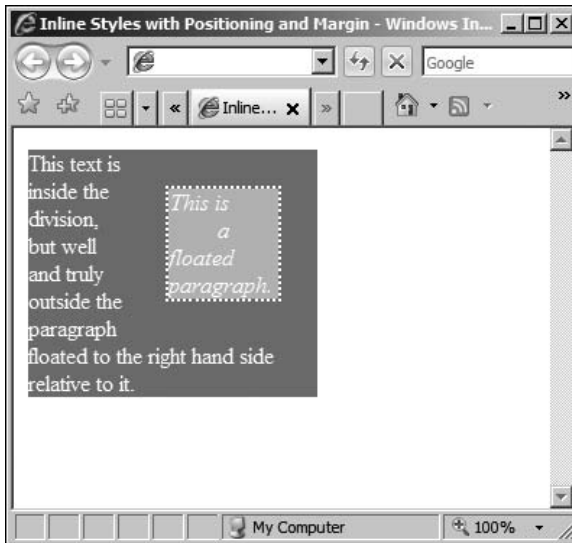 Inline Styles with Positioning and Margin - Windows In...
Google
Inline...
This text is
inside the
division,
but well
and truly
outside the
paragraph
floated to the right hand side
relative to it.
This is
a
floated
paragraph.
My Computer
100%